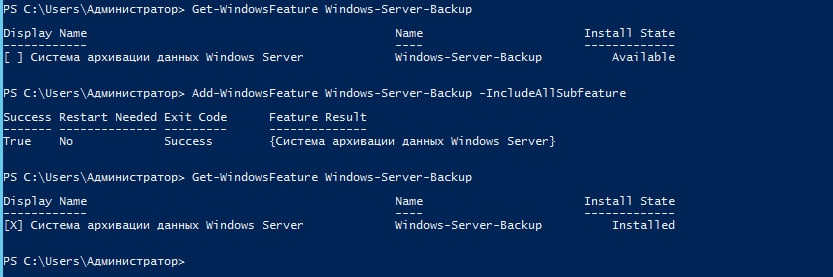 PS C:\Users\Администратор> Get-WindowsFeature Windows-Server-Backup
Display Name Name Install State
------------ ---- -------------
[ ] Система архивации данных Windows Server Windows-Server-Backup Available
PS C:\Users\Администратор> Add-WindowsFeature Windows-Server-Backup -IncludeAllSubfeature
Success Restart Needed Exit Code Feature Result
------- -------------- --------- --------------
True No Success {Система архивации данных Windows Server}
PS C:\Users\Администратор> Get-WindowsFeature Windows-Server-Backup
Display Name Name Install State
------------ ---- -------------
[X] Система архивации данных Windows Server Windows-Server-Backup Installed
PS C:\Users\Администратор>